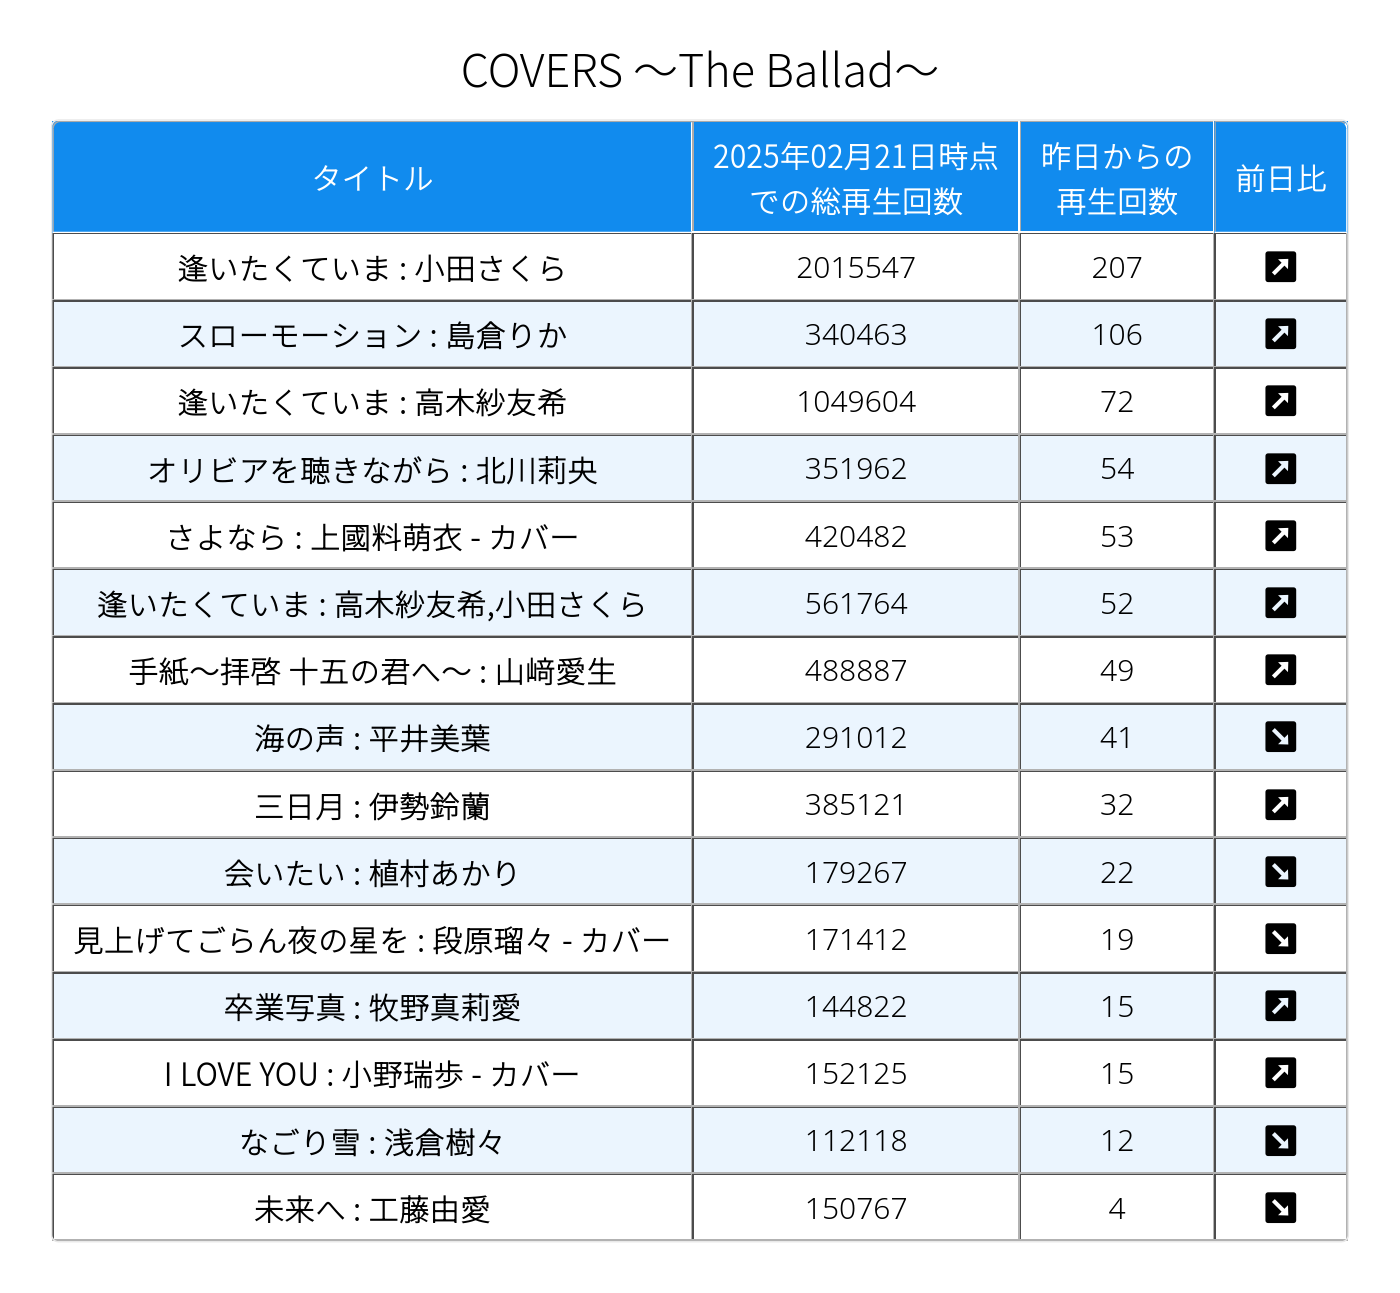 COVERS ～The Ballad～
タイトル
2025年02月21日時点
での総再生回数
昨日からの
再生回数
前日比
逢いたくていま : 小田さくら 2015547 207 ↗
スローモーション : 島倉りか 340463 106 ↗
逢いたくていま : 高木紗友希 1049604 72 ↗
オリビアを聴きながら : 北川莉央 351962 54 ↗
さよなら : 上國料萌衣 - カバー 420482 53 ↗
逢いたくていま : 高木紗友希,小田さくら 561764 52 ↗
手紙～拝啓 十五の君へ～ : 山﨑愛生 488887 49 ↗
海の声 : 平井美葉 291012 41 ↘
三日月 : 伊勢鈴蘭 385121 32 ↗
会いたい : 植村あかり 179267 22 ↘
見上げてごらん夜の星を : 段原瑠々 - カバー 171412 19 ↘
卒業写真 : 牧野真莉愛 144822 15 ↗
I LOVE YOU : 小野瑞歩 - カバー 152125 15 ↗
なごり雪 : 浅倉樹々 112118 12 ↘
未来へ : 工藤由愛 150767 4 ↘